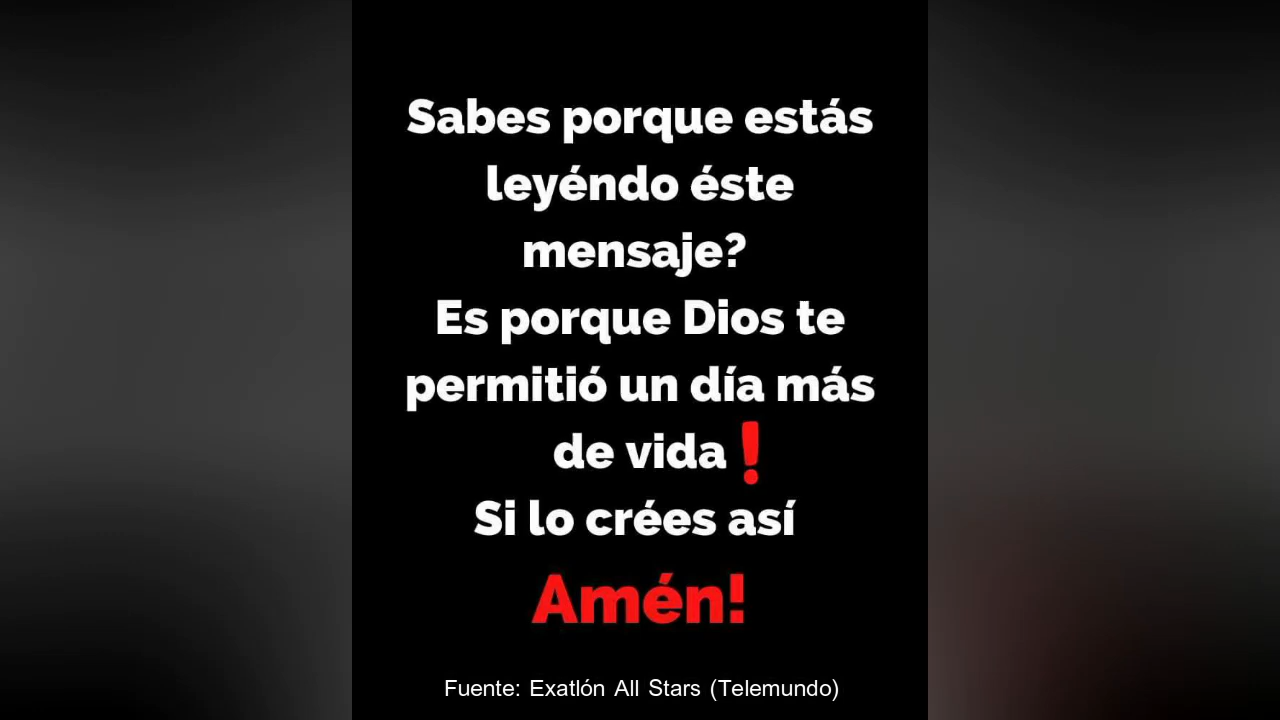 Sabes porque estás
leyéndo éste
mensaje?
Es porque Dios te
permitió un día más
de vida❗
Si lo crées así
Amén!
Fuente: Exatlón All Stars (Telemundo)